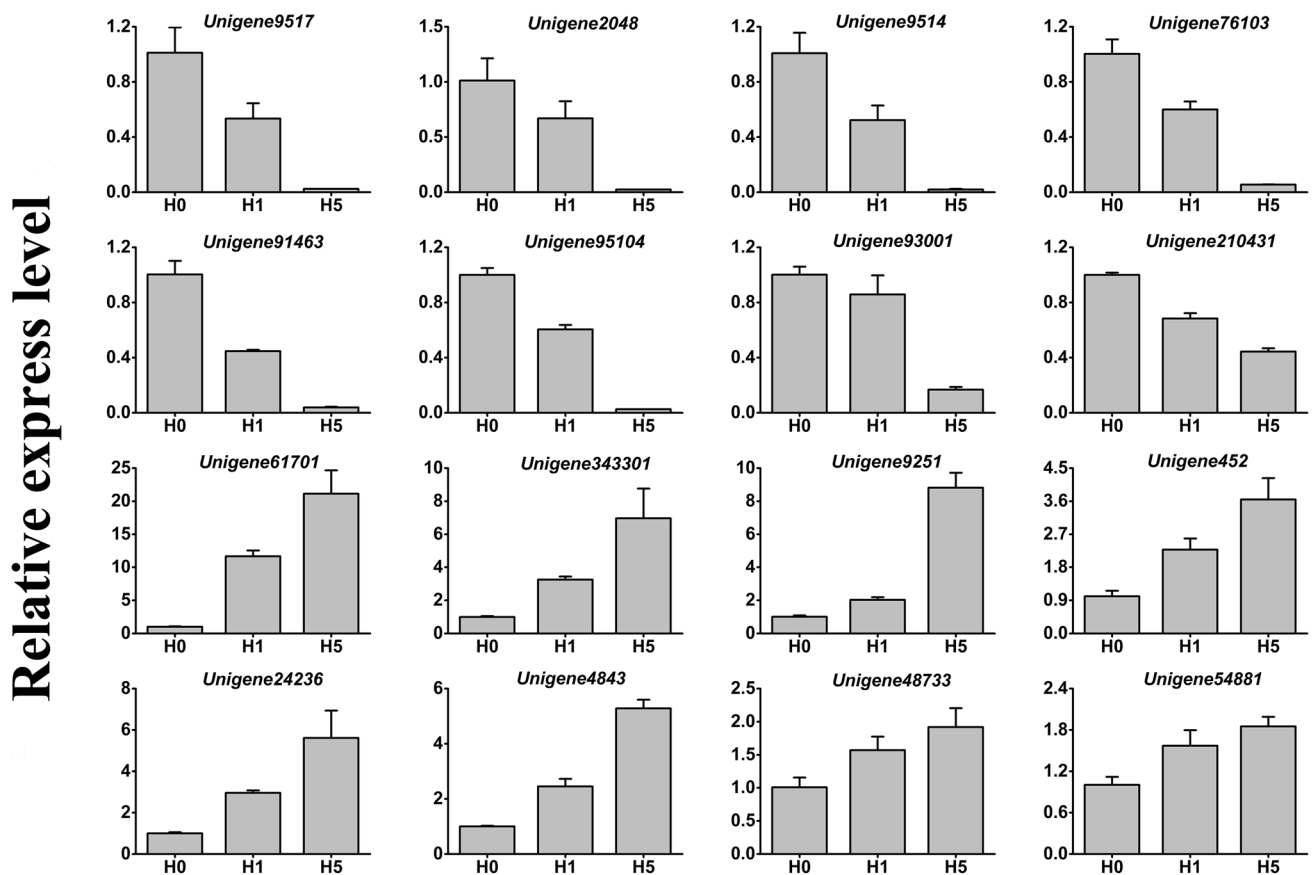 Relative express level
Unigene9517
1.2
0.8
0.4
0.0
H0 H1 H5
Unigene2048
1.5
1.0
0.5
0.0
H0 H1 H5
Unigene9514
1.2
0.8
0.4
0.0
H0 H1 H5
Unigene76103
1.2
0.8
0.4
0.0
H0 H1 H5
Unigene91463
1.2
0.8
0.4
0.0
H0 H1 H5
Unigene95104
1.2
0.8
0.4
0.0
H0 H1 H5
Unigene93001
1.2
0.8
0.4
0.0
H0 H1 H5
Unigene210431
1.2
0.8
0.4
0.0
H0 H1 H5
Unigene61701
25
20
15
10
5
0
H0 H1 H5
Unigene343301
10
8
6
4
2
0
H0 H1 H5
Unigene9251
10
8
6
4
2
0
H0 H1 H5
Unigene452
4.5
3.6
2.7
1.8
0.9
0.0
H0 H1 H5
Unigene24236
8
6
4
2
0
H0 H1 H5
Unigene4843
6
4
2
0
H0 H1 H5
Unigene48733
2.5
2.0
1.5
1.0
0.5
0.0
H0 H1 H5
Unigene54881
2.4
1.8
1.2
0.6
0.0
H0 H1 H5